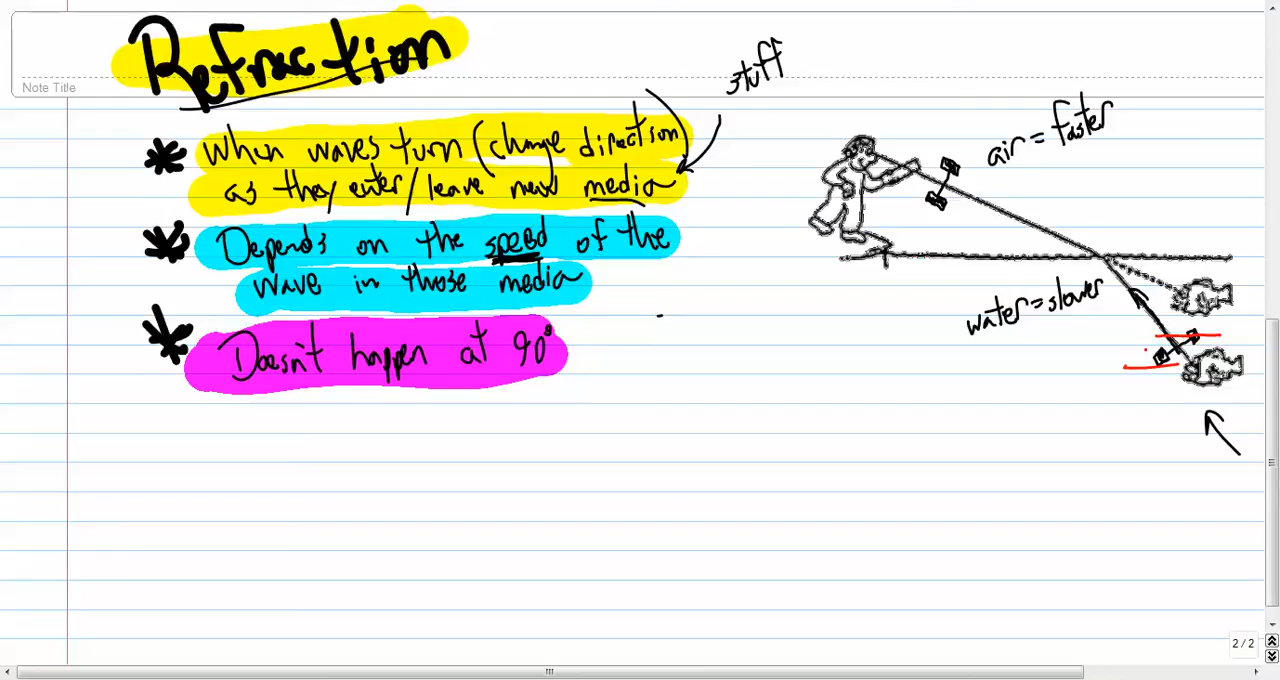 Refraction
Note Title
stuff
When waves turn (change direction)
as they enter/leave new media
air = faster
Depends on the speed of the
wave in those media
water = slower
Doesn't happen at 90°
2 / 2